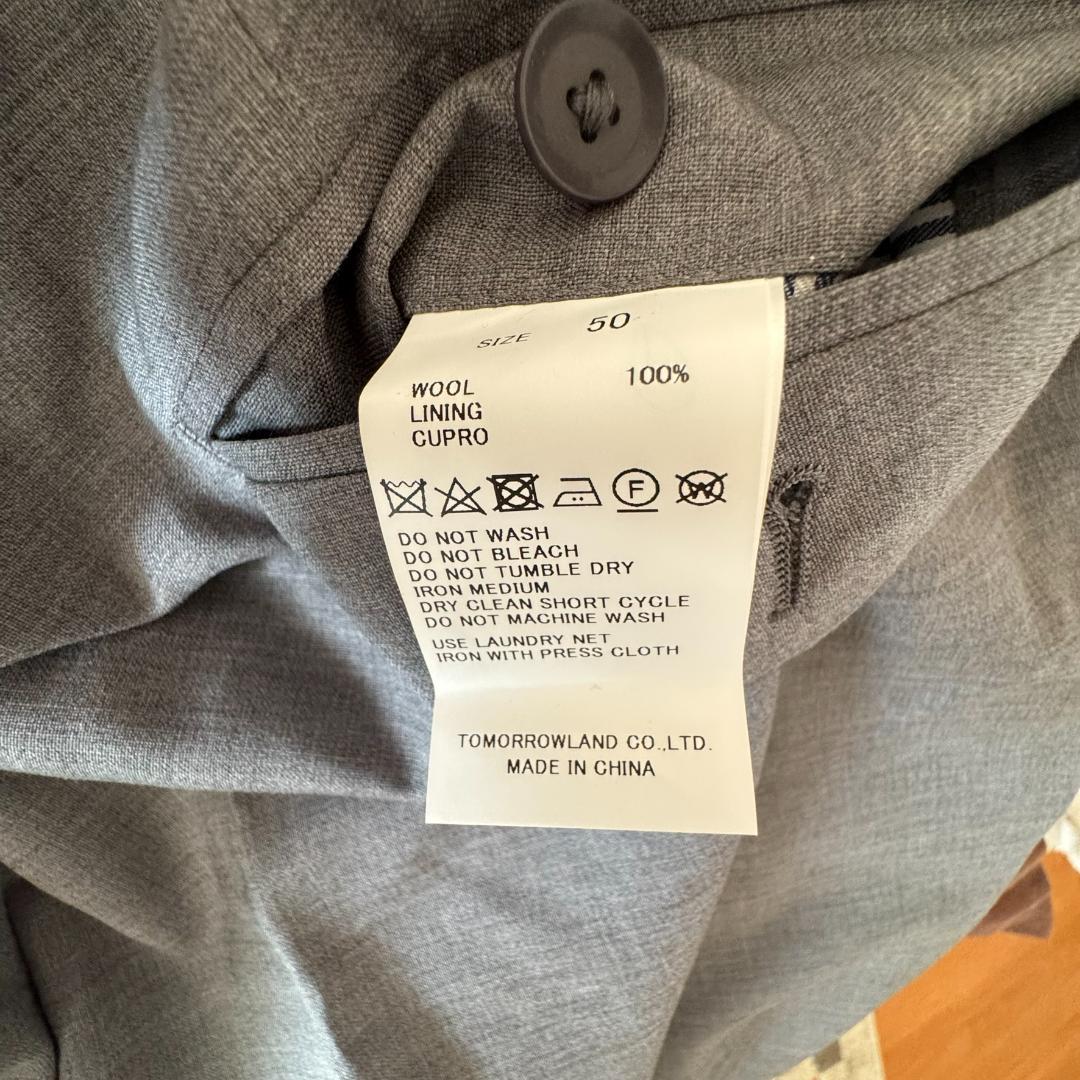 SIZE 50
WOOL 100%
LINING
CUPRO
F W
DO NOT WASH
DO NOT BLEACH
DO NOT TUMBLE DRY
IRON MEDIUM
DRY CLEAN SHORT CYCLE
DO NOT MACHINE WASH
USE LAUNDRY NET
IRON WITH PRESS CLOTH
TOMORROWLAND CO.,LTD.
MADE IN CHINA